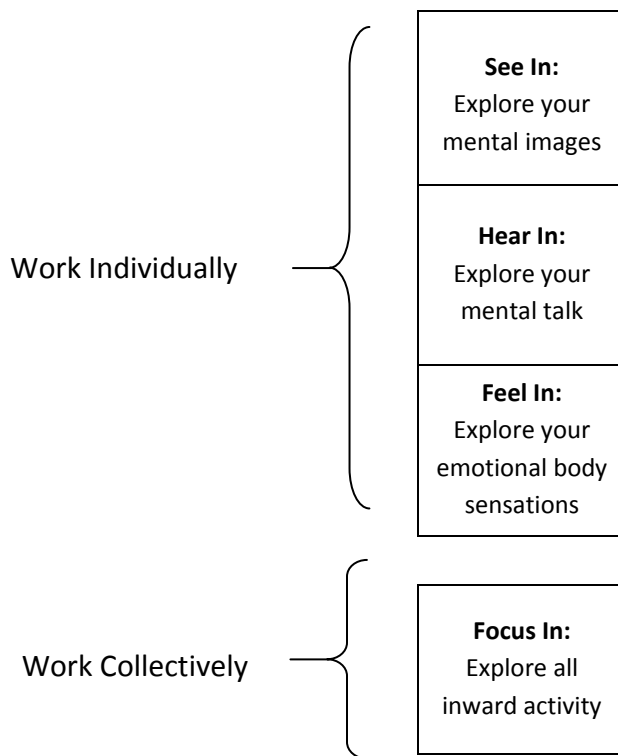 See In:
Explore your
mental images
Work Individually
Hear In:
Explore your
mental talk
Feel In:
Explore your
emotional body
sensations
Work Collectively
Focus In:
Explore all
inward activity